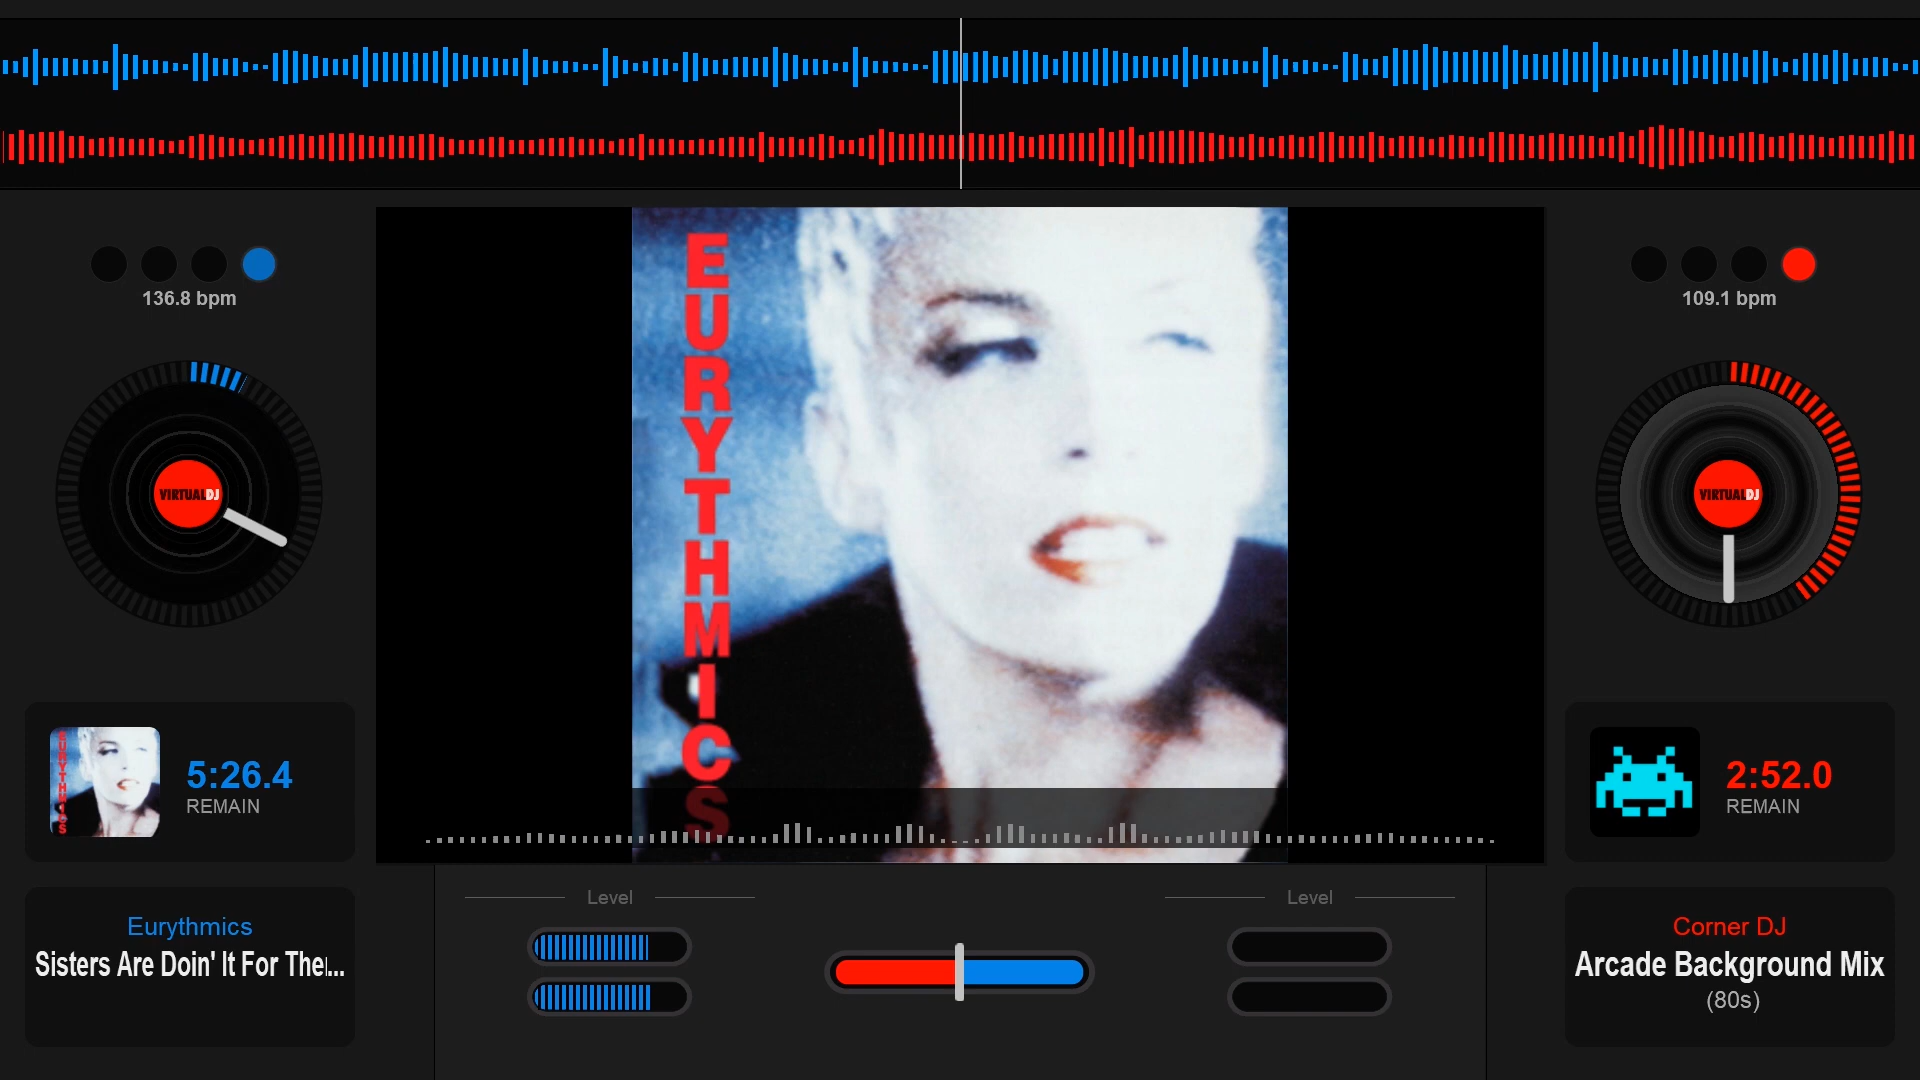 136.8 bpm
109.1 bpm
EURYTHMICS
VIRTUALDJ
VIRTUALDJ
EURYTHMICS
5:26.4
REMAIN
2:52.0
REMAIN
Level
Level
Eurythmics
Sisters Are Doin' It For The...
Corner DJ
Arcade Background Mix
(80s)